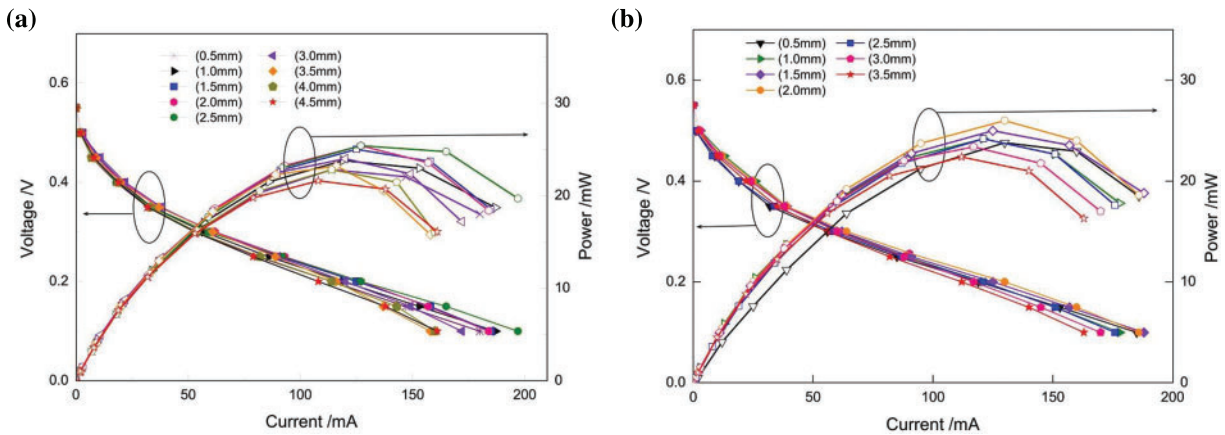 (a)
Voltage /V
0.6
0.4
0.2
0.0
(0.5mm)
(1.0mm)
(1.5mm)
(2.0mm)
(2.5mm)
(3.0mm)
(3.5mm)
(4.0mm)
(4.5mm)
30
20
10
0
Power /mW
0
50
100
150
200
Current /mA
(b)
Voltage /V
0.6
0.4
0.2
0.0
(0.5mm)
(1.0mm)
(1.5mm)
(2.0mm)
(2.5mm)
(3.0mm)
(3.5mm)
30
20
10
0
Power /mW
0
50
100
150
200
Current /mA